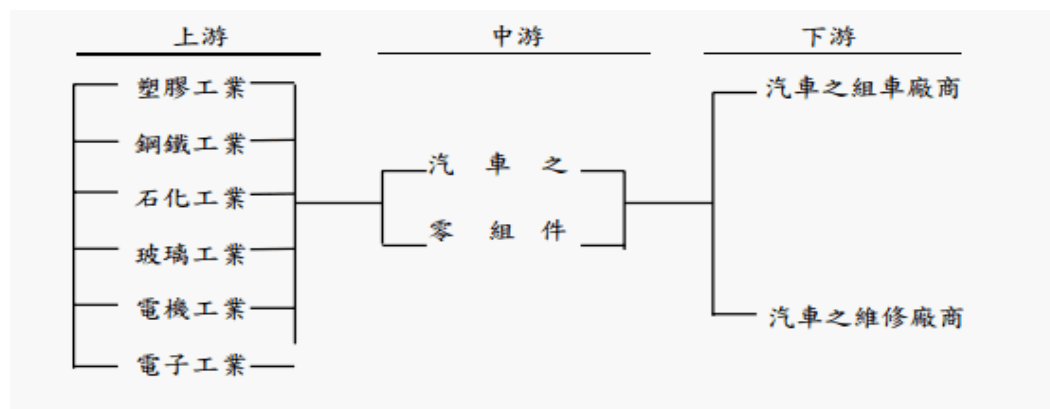 上游
塑膠工業
鋼鐵工業
石化工業
玻璃工業
電機工業
電子工業
中游
汽車之
零組件
下游
汽車之組車廠商
汽車之維修廠商